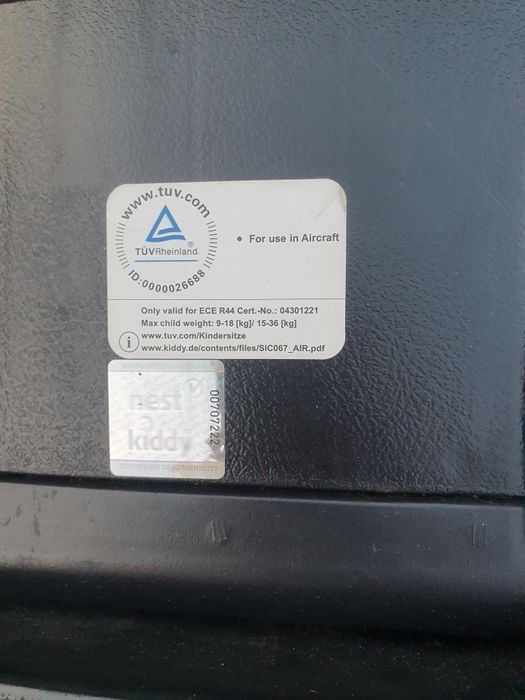 www.tuv.com
TÜVRheinland®
ID:0000026688
• For use in Aircraft
Only valid for ECE R44 Cert.-No.: 04301221
Max child weight: 9-18 [kg]/ 15-36 [kg]
i www.tuv.com/Kindersitze
www.kiddy.de/contents/files/SIC067_AIR.pdf
nest
kiddy
00707222
CERTIFICATE OF AUTHENTICITY